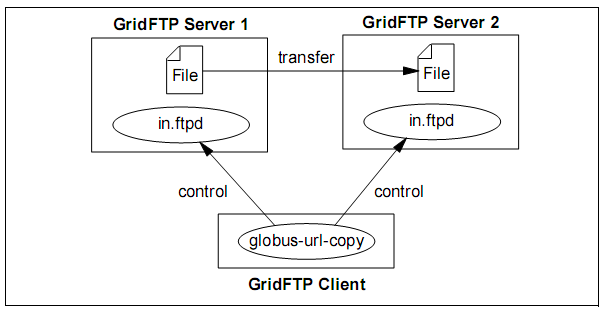 GridFTP Server 1
GridFTP Server 2
File
transfer
File
in.ftpd
in.ftpd
control
control
globus-url-copy
GridFTP Client